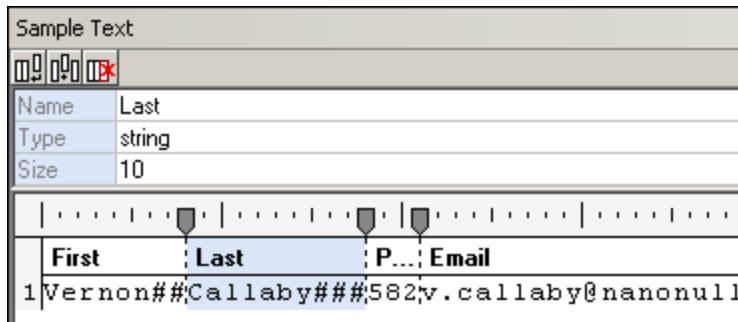 Sample Text
Name Last
Type string
Size 10
First Last P... Email
1 Vernon##Callaby###582v.callaby@nanonull